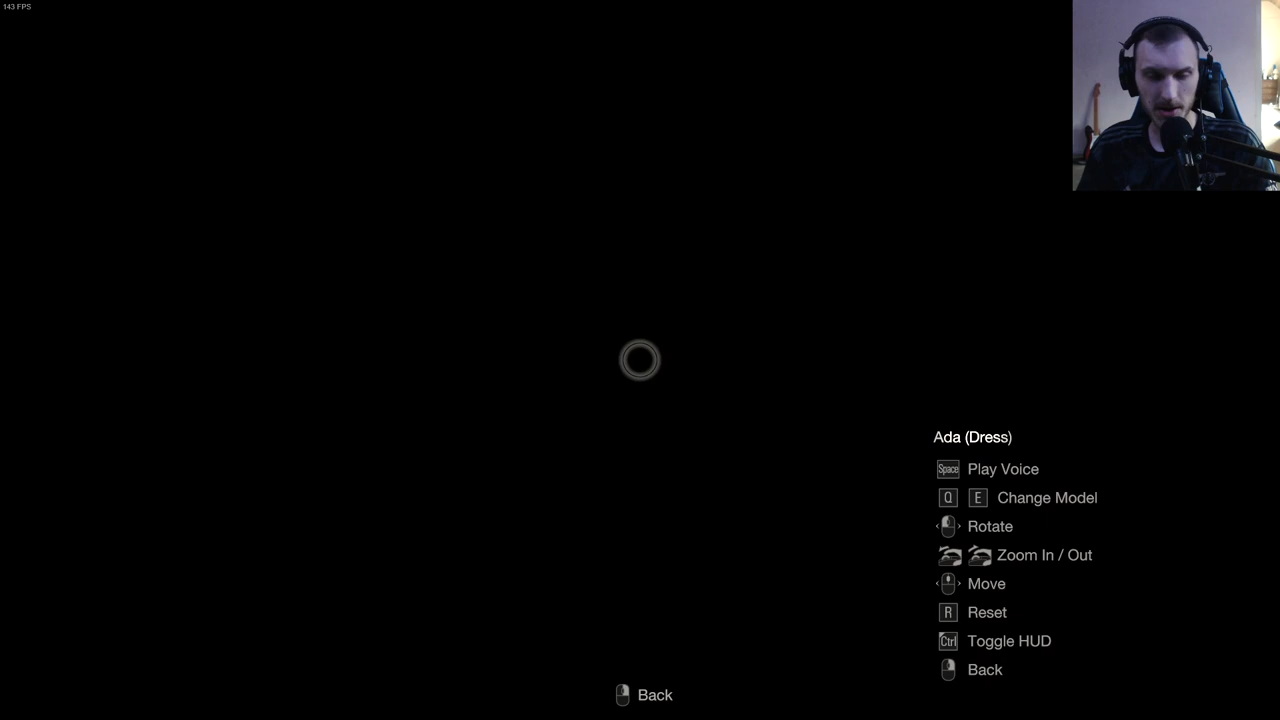 143 FPS
Ada (Dress)
Space Play Voice
Q E Change Model
Rotate
Zoom In / Out
Move
R Reset
Ctrl Toggle HUD
Back
Back